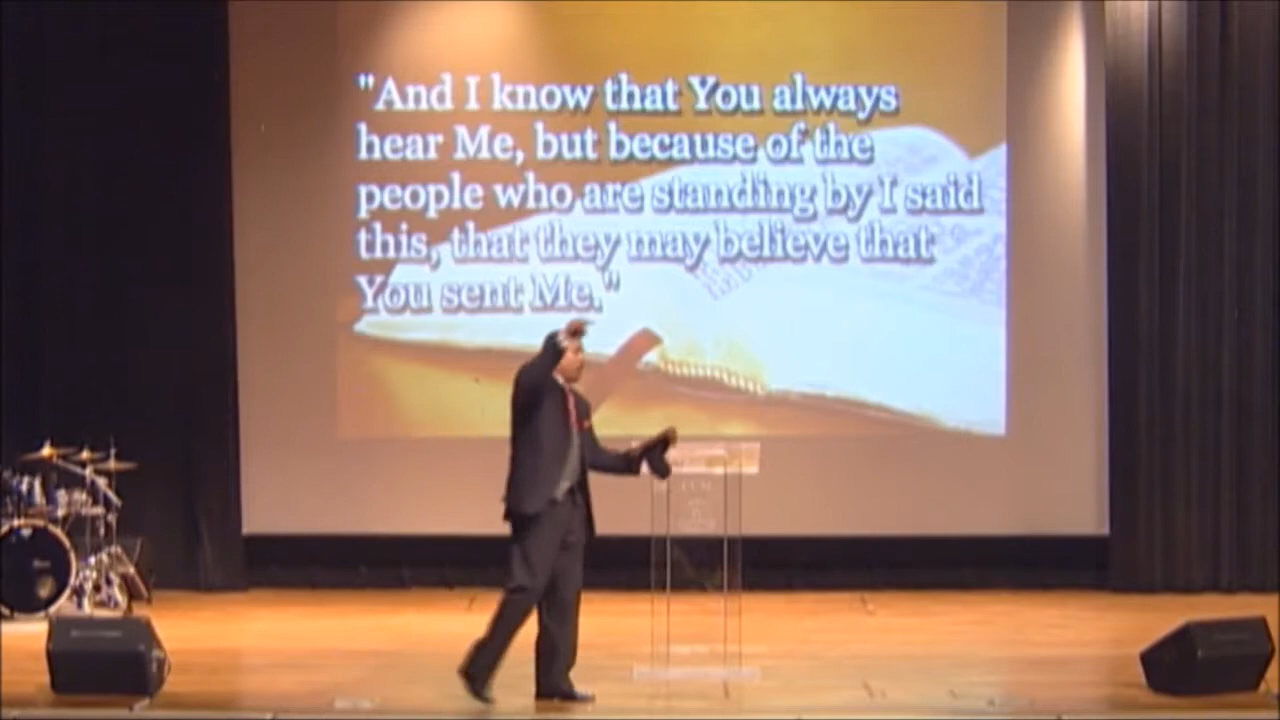 "And I know that You always
hear Me, but because of the
people who are standing by I said
this, that they may believe that
You sent Me."